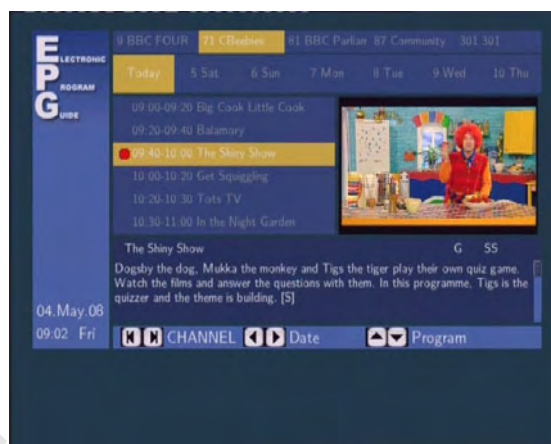 ELECTRONIC
PROGRAM
GUIDE
9 BBC FOUR 71 CBeebies 81 BBC Parliam 87 Community 301 301
Today 5 Sat 6 Sun 7 Mon 8 Tue 9 Wed 10 Thu
09:00-09:20 Big Cook Little Cook
09:20-09:40 Balamory
09:40-10:00 The Shiny Show
10:00-10:20 Get Squiggling
10:20-10:30 Tots TV
10:30-11:00 In the Night Garden
The Shiny Show G SS
Dogsby the dog, Mukka the monkey and Tigs the tiger play their own quiz game.
Watch the films and answer the questions with them. In this programme, Tigs is the
quizzer and the theme is building. [S]
04.May.08
09:02 Fri
CHANNEL Date Program